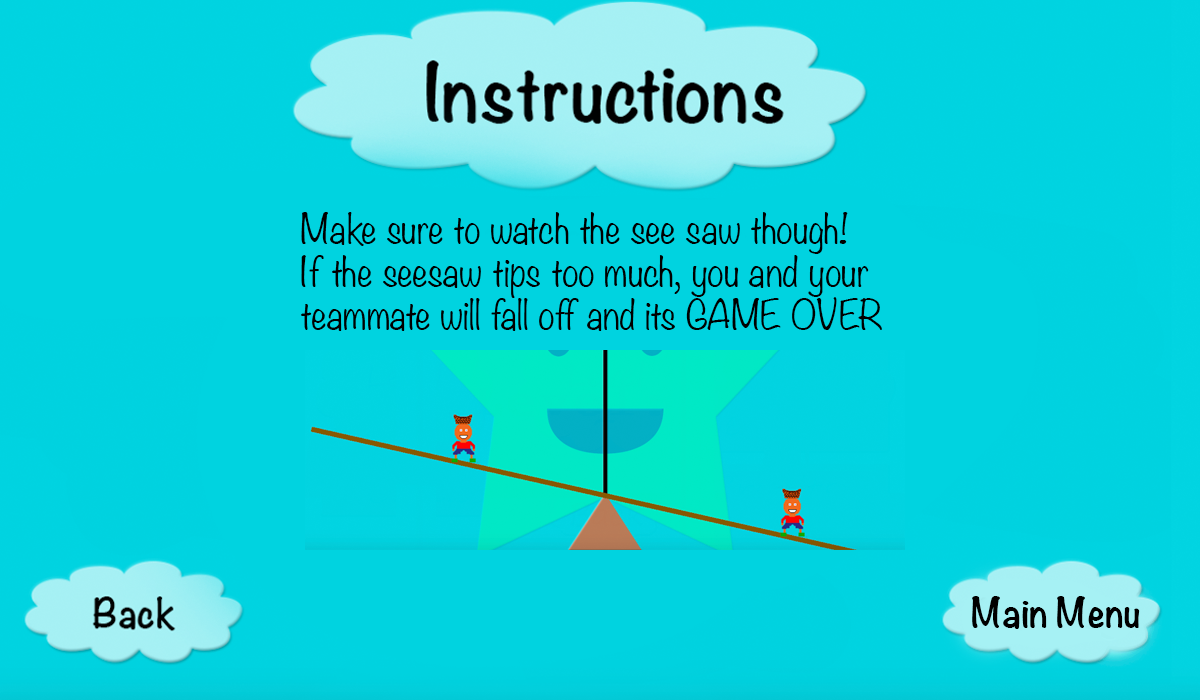 Instructions
Make sure to watch the see saw though!
If the seesaw tips too much, you and your
teammate will fall off and its GAME OVER
Back
Main Menu